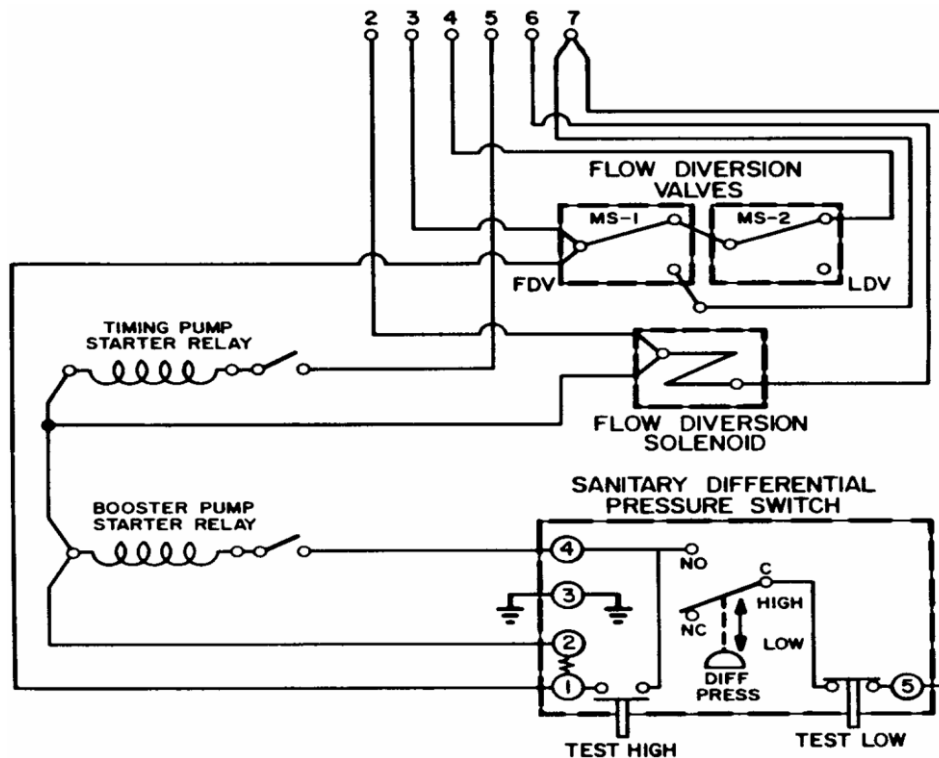 2 3 4 5 6 7
FLOW DIVERSION
VALVES
MS-1 MS-2
FDV LDV
TIMING PUMP
STARTER RELAY
FLOW DIVERSION
SOLENOID
SANITARY DIFFERENTIAL
PRESSURE SWITCH
BOOSTER PUMP
STARTER RELAY
4
NO
C
3
HIGH
NC
2
LOW
DIFF
PRESS
1
5
TEST HIGH
TEST LOW